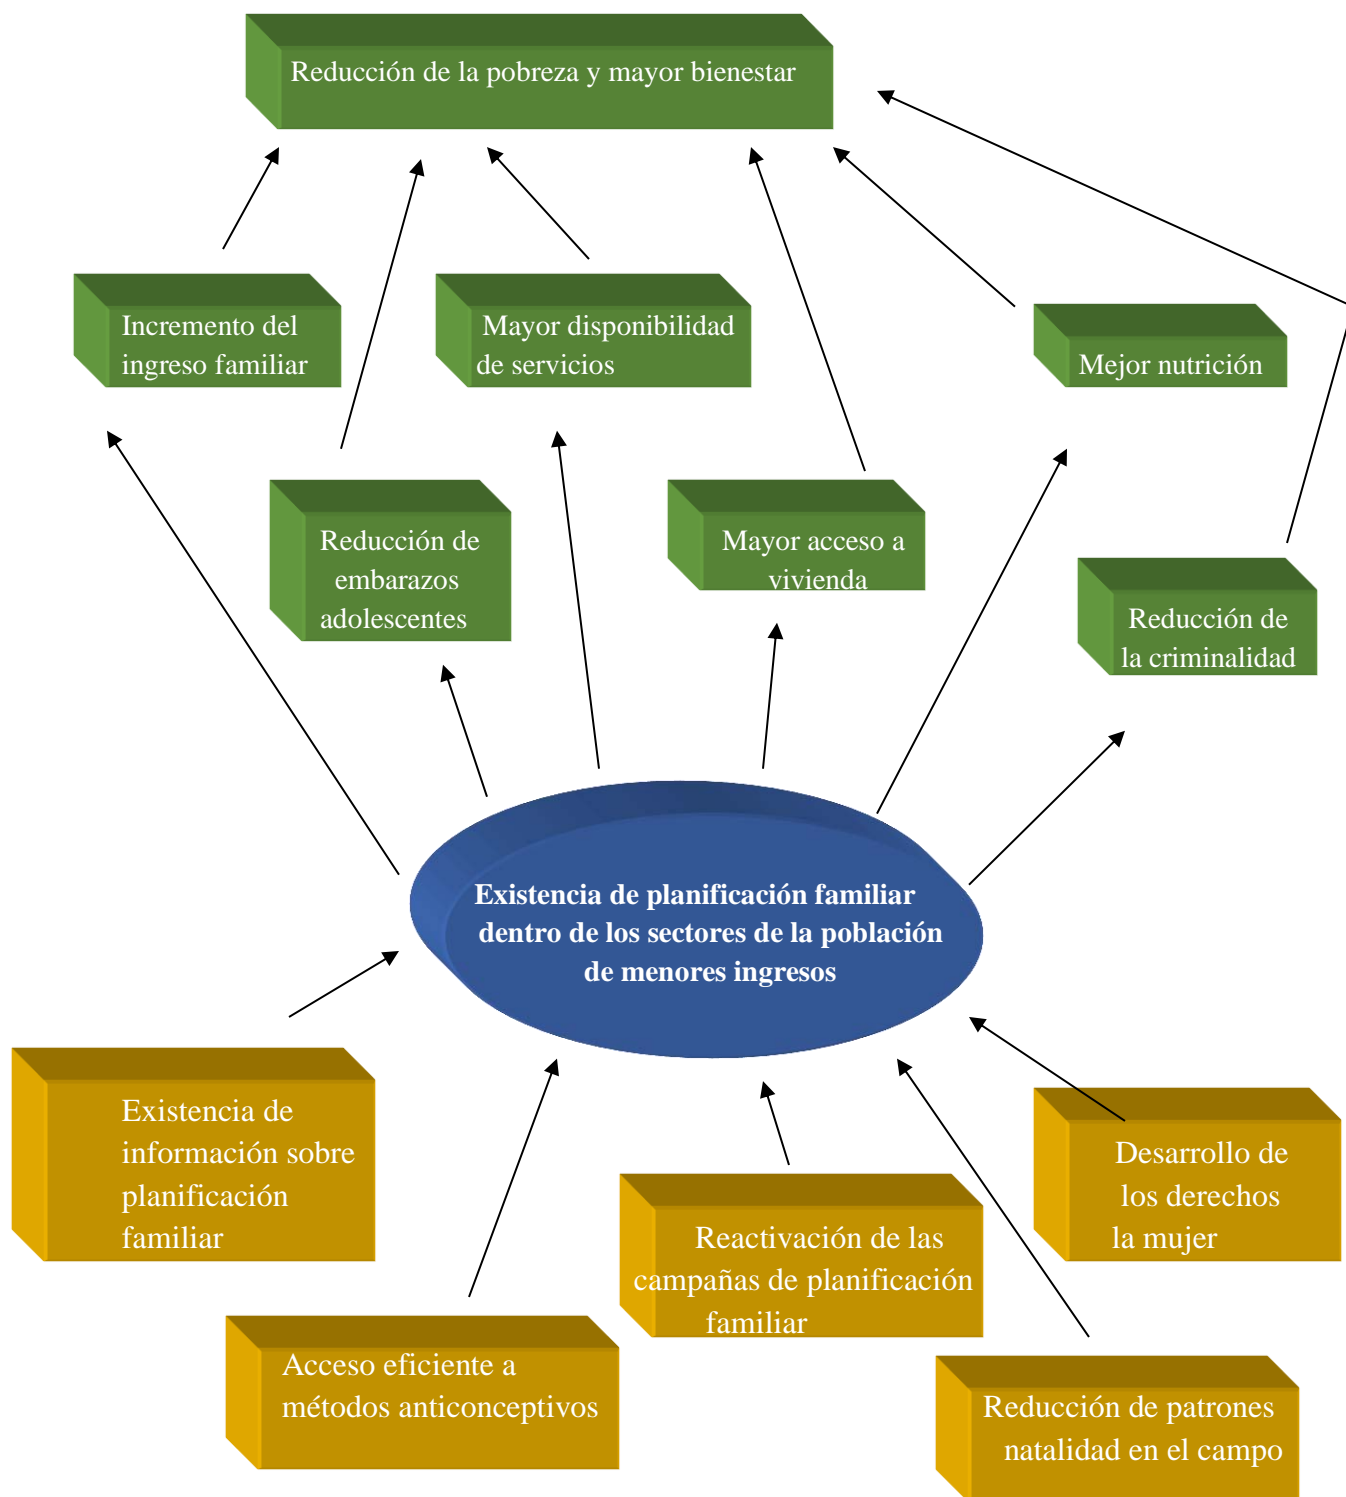 Reducción de la pobreza y mayor bienestar
Incremento del
ingreso familiar
Mayor disponibilidad
de servicios
Mejor nutrición
Reducción de
embarazos
adolescentes
Mayor acceso a
vivienda
Reducción de
la criminalidad
Existencia de planificación familiar
dentro de los sectores de la población
de menores ingresos
Existencia de
información sobre
planificación
familiar
Desarrollo de
los derechos
la mujer
Reactivación de las
campañas de planificación
familiar
Acceso eficiente a
métodos anticonceptivos
Reducción de patrones
natalidad en el campo